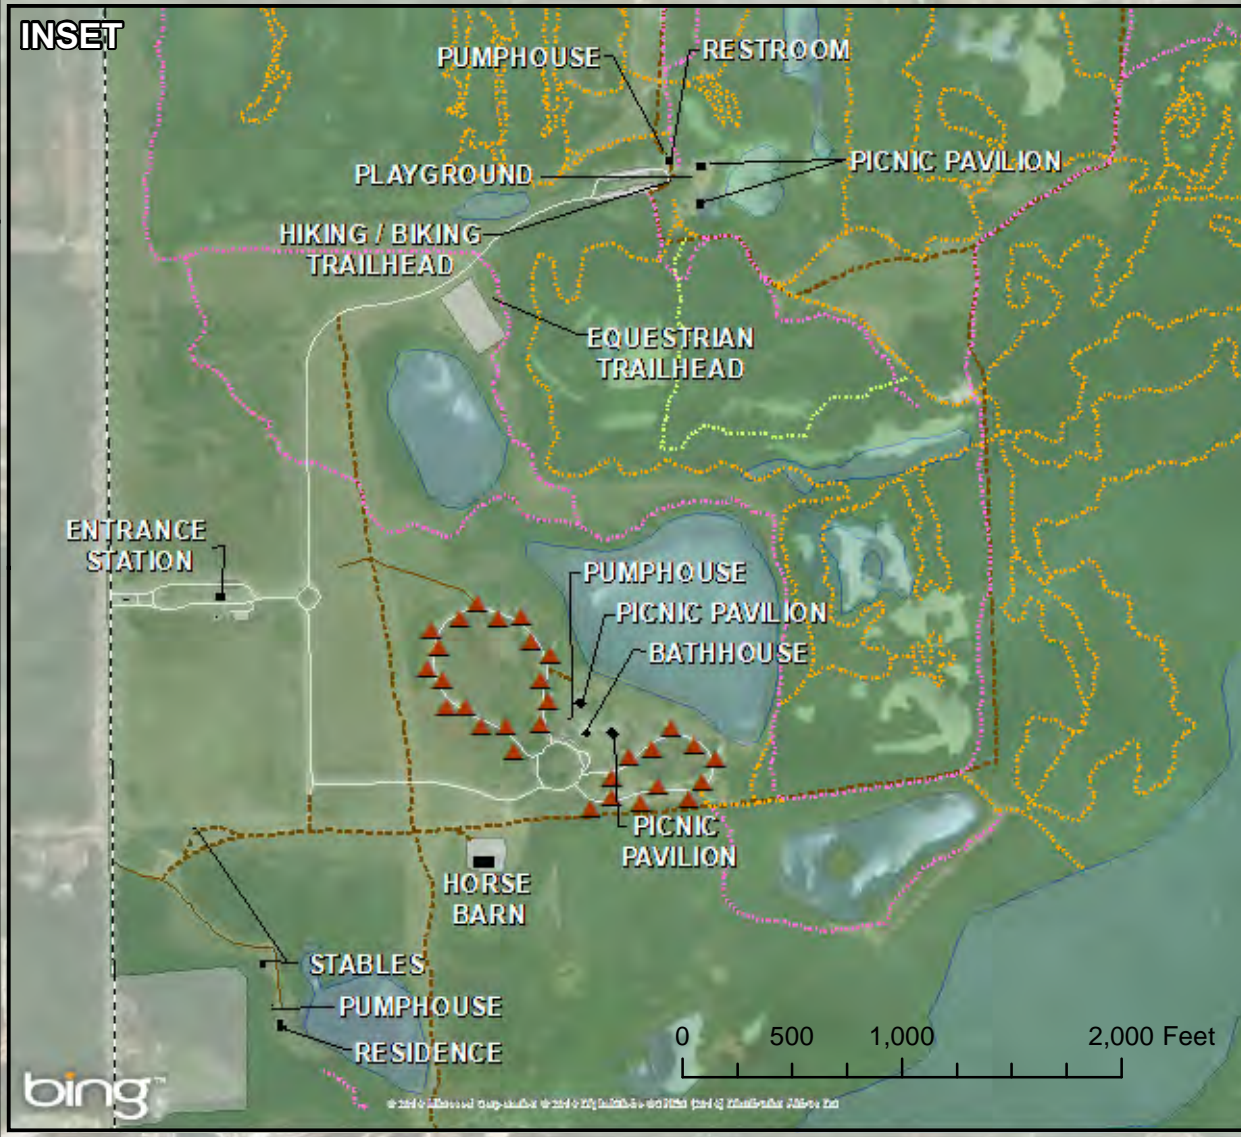 INSET
PUMPHOUSE
RESTROOM
PLAYGROUND
PICNIC PAVILION
HIKING / BIKING
TRAILHEAD
EQUESTRIAN
TRAILHEAD
ENTRANCE
STATION
PUMPHOUSE
PICNIC PAVILION
BATHHOUSE
PICNIC
PAVILION
HORSE
BARN
STABLES
PUMPHOUSE
RESIDENCE
0 500 1,000 2,000 Feet
bing™